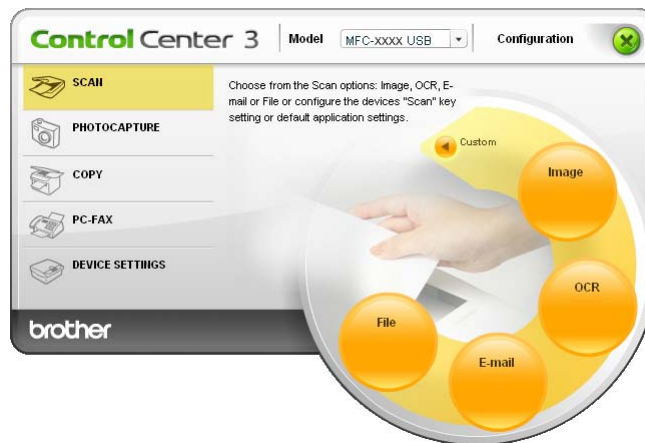 Control Center 3
Model
MFC-XXXX USB
Configuration
SCAN
PHOTOCAPTURE
COPY
PC-FAX
DEVICE SETTINGS
brother
Choose from the Scan options: Image, OCR, E-
mail or File or configure the devices "Scan" key
setting or default application settings.
Custom
Image
OCR
E-mail
File